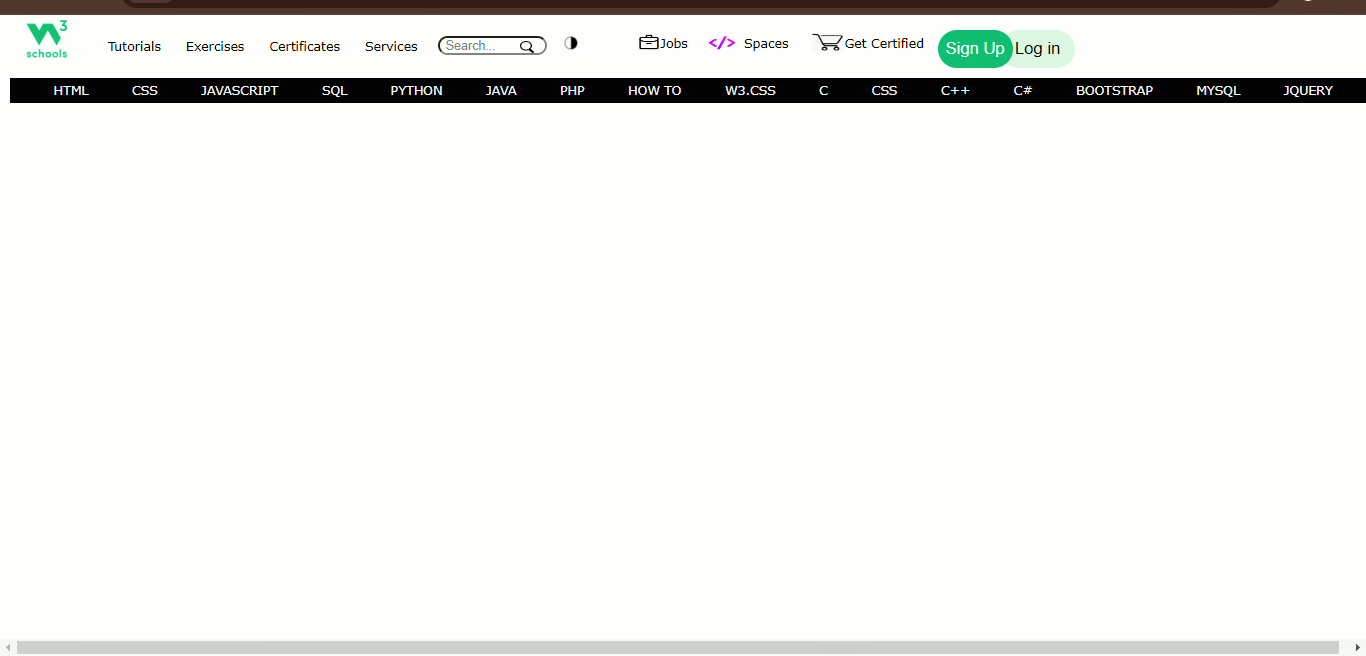 3
schools
Tutorials Exercises Certificates Services Search... Jobs </> Spaces Get Certified Sign Up Log in
HTML CSS JAVASCRIPT SQL PYTHON JAVA PHP HOW TO W3.CSS C CSS C++ C# BOOTSTRAP MYSQL JQUERY